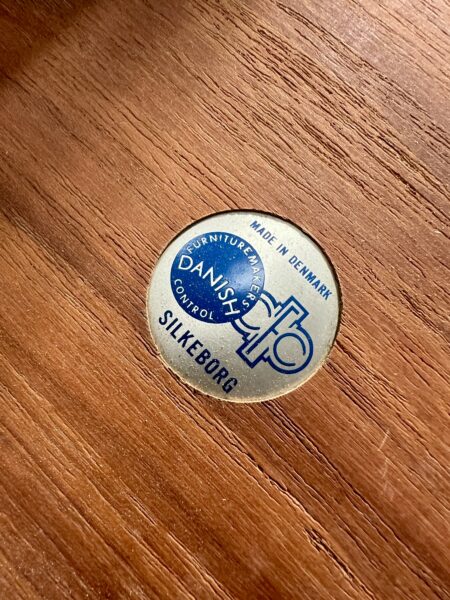 MADE IN DENMARK
FURNITUREMAKERS
DANISH
CONTROL
SILKEBORG